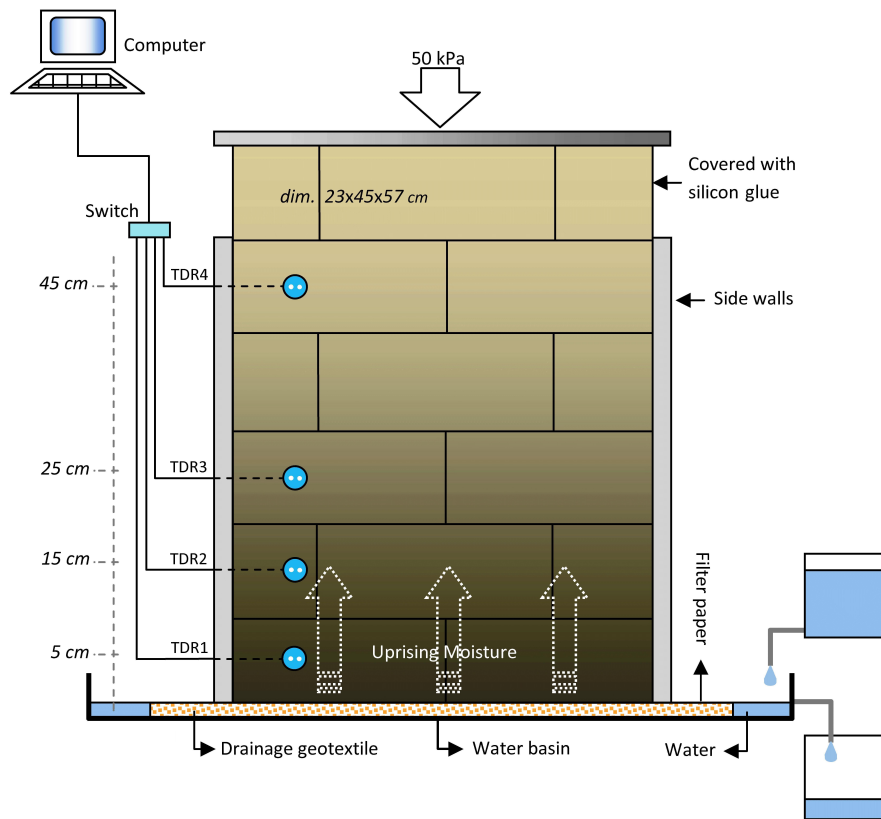 Computer
50 kPa
Covered with
silicon glue
dim. 23x45x57 cm
Switch
TDR4
45 cm
Side walls
TDR3
25 cm
TDR2
15 cm
Filter paper
TDR1
5 cm
Uprising Moisture
Drainage geotextile
Water basin
Water